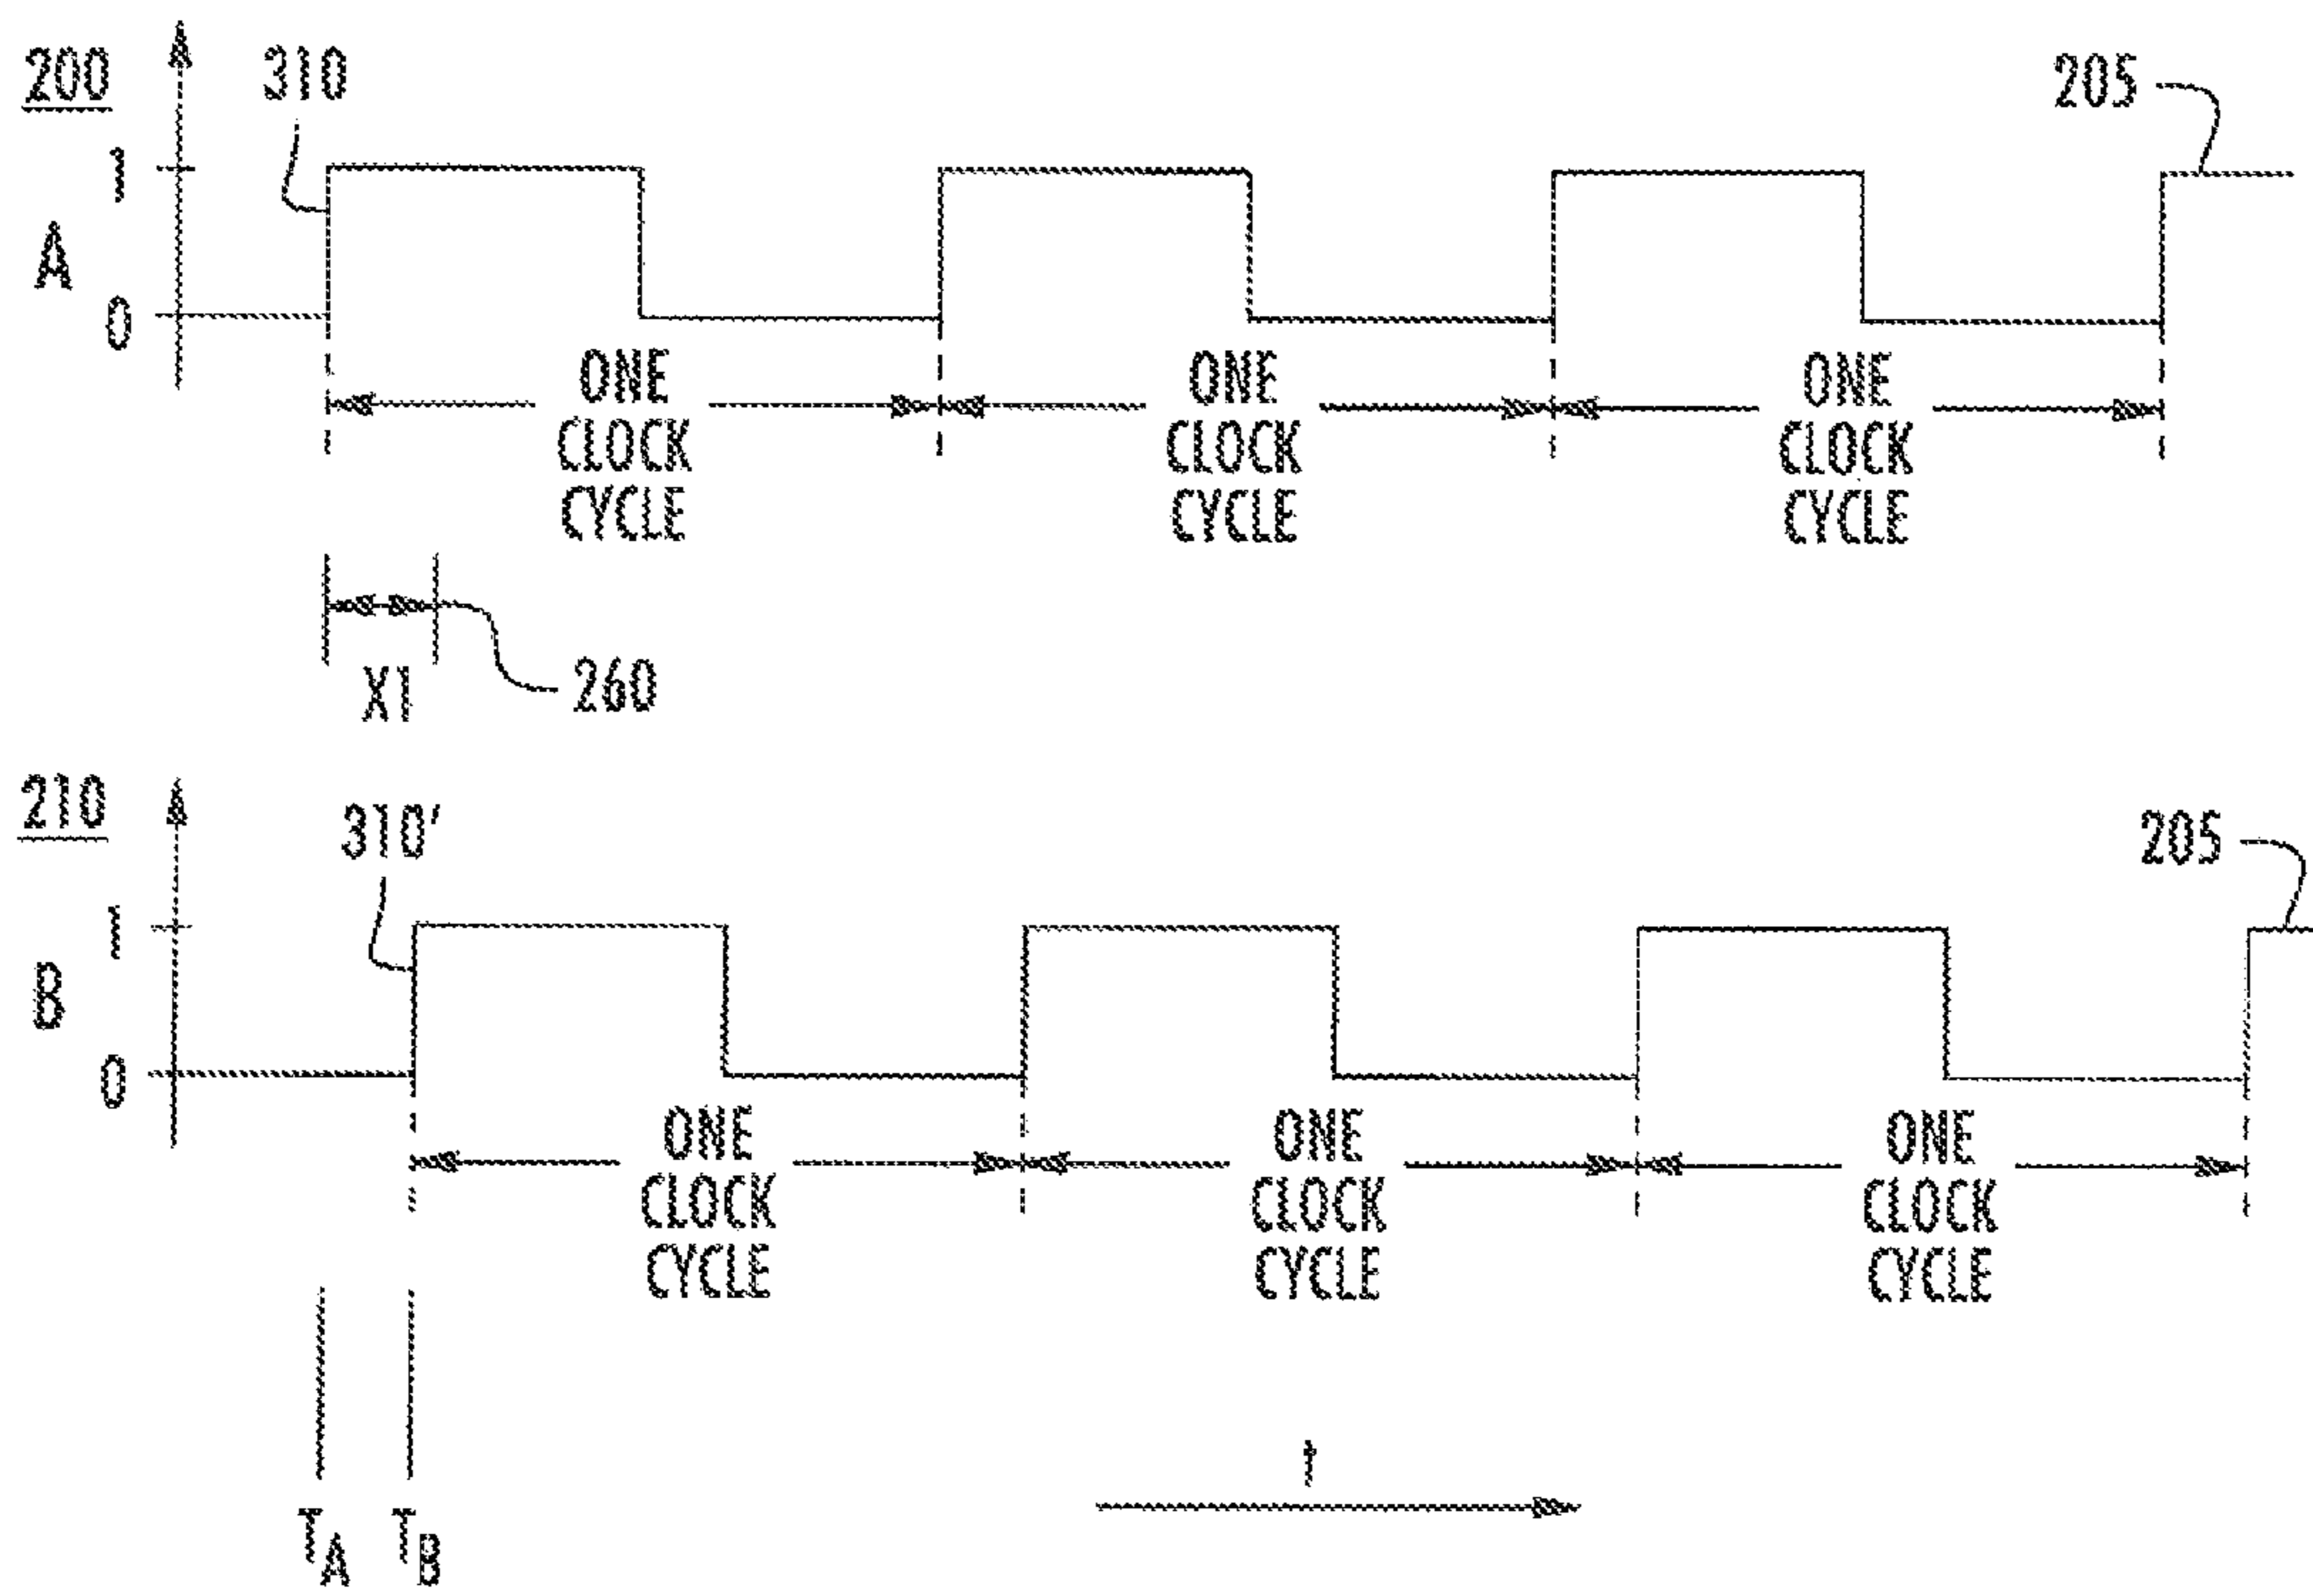 200
310
205
1
A
0
ONE
CLOCK
CYCLE
ONE
CLOCK
CYCLE
ONE
CLOCK
CYCLE
X1
260
210
310'
205
1
B
0
ONE
CLOCK
CYCLE
ONE
CLOCK
CYCLE
ONE
CLOCK
CYCLE
t
TA
TB